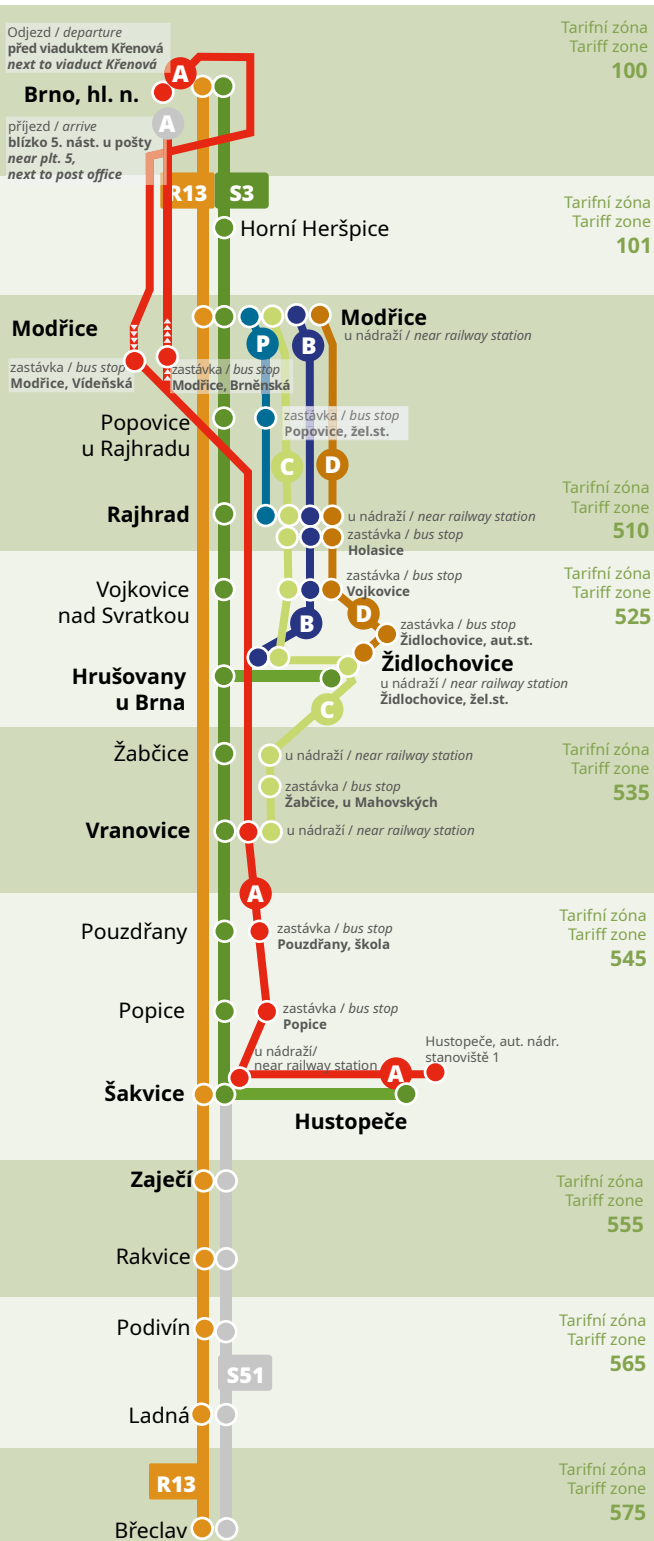 Odjezd / departure
před viaduktem Křenová
next to viaduct Křenová
A
Brno, hl. n.
A
příjezd / arrive
blízko 5. nást. u pošty
near plt. 5,
next to post office
Tarifní zóna
Tariff zone
100
R13
S3
Horní Heršpice
Tarifní zóna
Tariff zone
101
Modřice
Modřice
u nádraží / near railway station
P
B
zastávka / bus stop
Modřice, Vídeňská
zastávka / bus stop
Modřice, Brněnská
Popovice
u Rajhradu
zastávka / bus stop
Popovice, žel.st.
C
D
Rajhrad
u nádraží / near railway station
zastávka / bus stop
Holasice
Tarifní zóna
Tariff zone
510
Vojkovice
nad Svratkou
zastávka / bus stop
Vojkovice
Tarifní zóna
Tariff zone
525
B
D
zastávka / bus stop
Židlochovice, aut.st.
Hrušovany
u Brna
Židlochovice
u nádraží / near railway station
Židlochovice, žel.st.
C
Žabčice
u nádraží / near railway station
zastávka / bus stop
Žabčice, u Mahovských
Tarifní zóna
Tariff zone
535
Vranovice
u nádraží / near railway station
A
Pouzdřany
zastávka / bus stop
Pouzdřany, škola
Tarifní zóna
Tariff zone
545
Popice
zastávka / bus stop
Popice
u nádraží/
near railway station
A
Hustopeče, aut. nádr.
stanoviště 1
Šakvice
Hustopeče
Zaječí
Tarifní zóna
Tariff zone
555
Rakvice
Podivín
Tarifní zóna
Tariff zone
565
S51
Ladná
R13
Tarifní zóna
Tariff zone
575
Břeclav